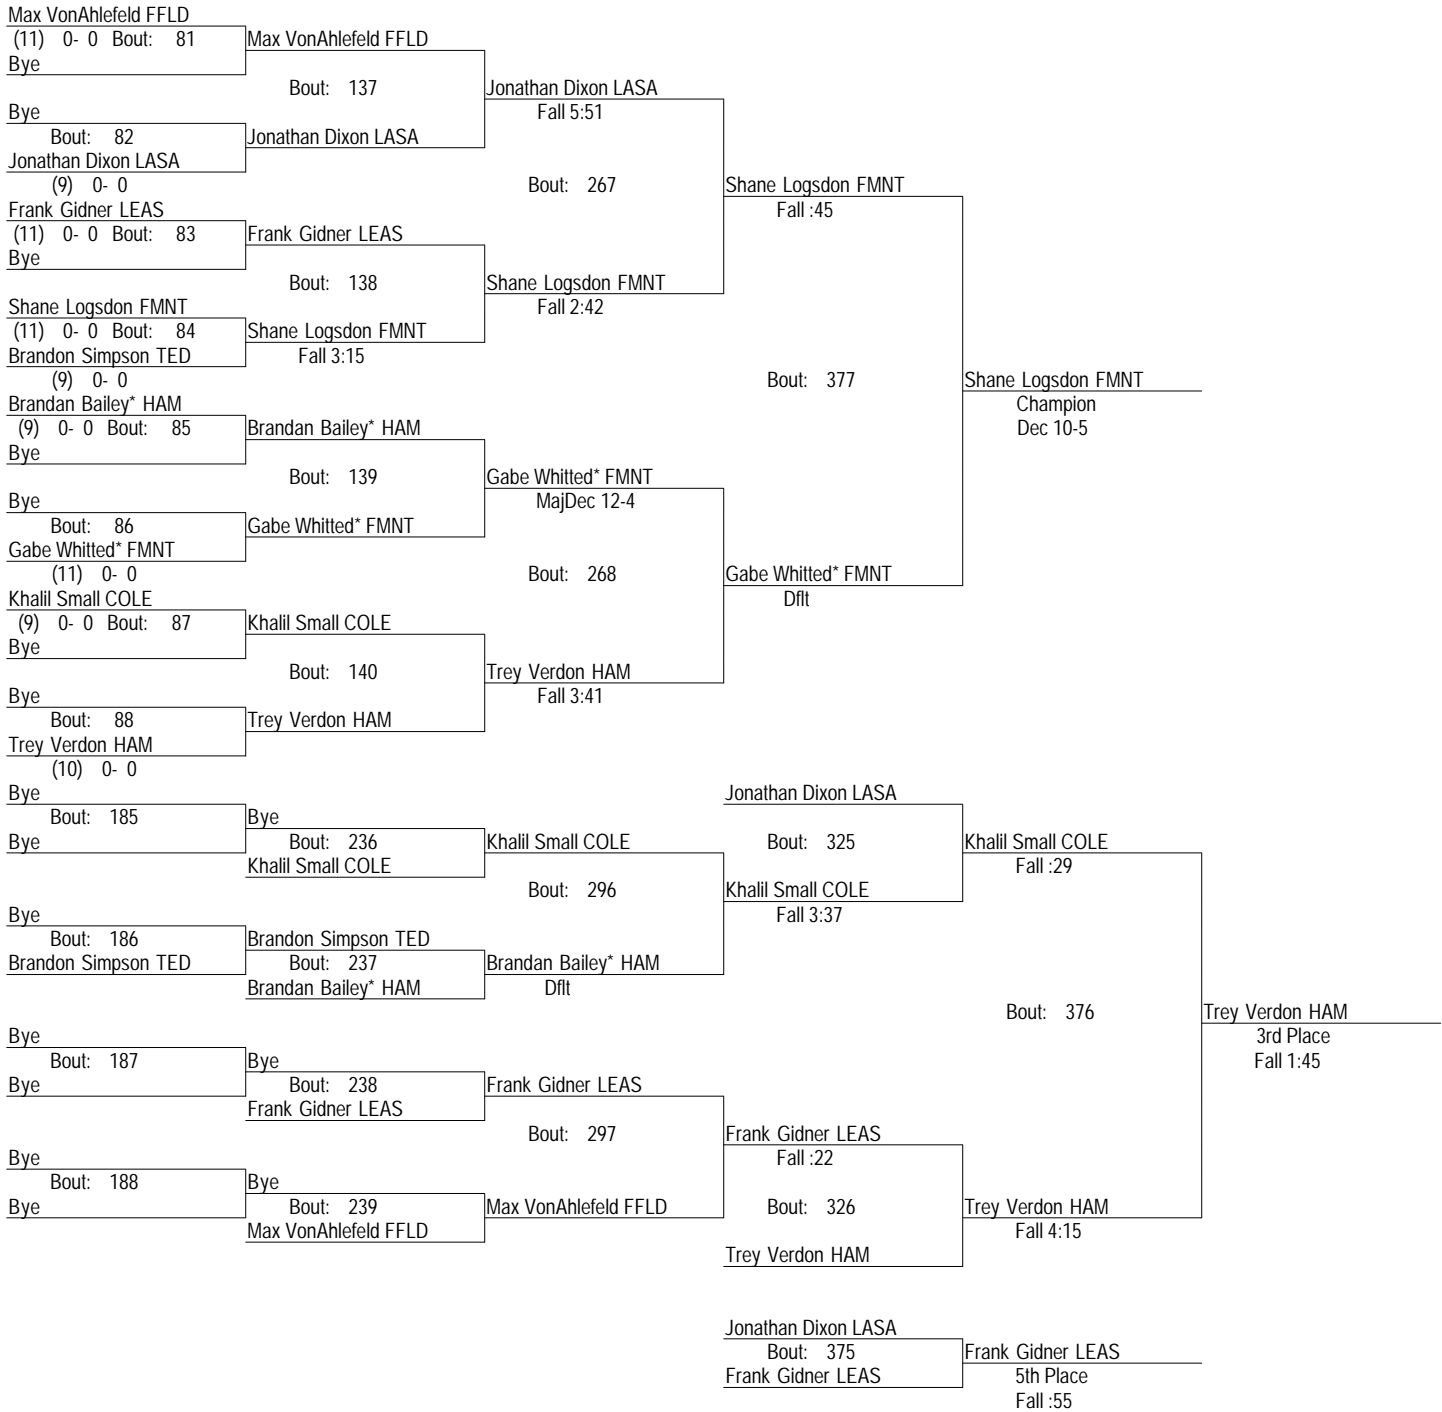 Max VonAhlefeld FFLD
(11) 0- 0 Bout: 81 Max VonAhlefeld FFLD
Bye
Bout: 137 Jonathan Dixon LASA
Bye Fall 5:51
Bout: 82 Jonathan Dixon LASA
Jonathan Dixon LASA
(9) 0- 0 Bout: 267 Shane Logsdon FMNT
Frank Gidner LEAS Fall :45
(11) 0- 0 Bout: 83 Frank Gidner LEAS
Bye
Bout: 138 Shane Logsdon FMNT
Shane Logsdon FMNT Fall 2:42
(11) 0- 0 Bout: 84 Shane Logsdon FMNT
Brandon Simpson TED Fall 3:15
(9) 0- 0 Bout: 377 Shane Logsdon FMNT
Brandan Bailey* HAM Champion
(9) 0- 0 Bout: 85 Brandan Bailey* HAM Dec 10-5
Bye
Bout: 139 Gabe Whitted* FMNT
Bye MajDec 12-4
Bout: 86 Gabe Whitted* FMNT
Gabe Whitted* FMNT
(11) 0- 0 Bout: 268 Gabe Whitted* FMNT
Khalil Small COLE Dflt
(9) 0- 0 Bout: 87 Khalil Small COLE
Bye
Bout: 140 Trey Verdon HAM
Bye Fall 3:41
Bout: 88 Trey Verdon HAM
Trey Verdon HAM
(10) 0- 0
Bye Jonathan Dixon LASA
Bout: 185 Bye
Bye Bout: 236 Khalil Small COLE Bout: 325 Khalil Small COLE
Khalil Small COLE Fall :29
Bout: 296 Khalil Small COLE
Bye Fall 3:37
Bout: 186 Brandon Simpson TED
Brandon Simpson TED Bout: 237 Brandan Bailey* HAM
Brandan Bailey* HAM Dflt
Bout: 376 Trey Verdon HAM
Bye 3rd Place
Bout: 187 Bye Fall 1:45
Bye Bout: 238 Frank Gidner LEAS
Frank Gidner LEAS
Bout: 297 Frank Gidner LEAS
Bye Fall :22
Bout: 188 Bye
Bye Bout: 239 Max VonAhlefeld FFLD Bout: 326 Trey Verdon HAM
Max VonAhlefeld FFLD Fall 4:15
Trey Verdon HAM
Jonathan Dixon LASA
Bout: 375 Frank Gidner LEAS
Frank Gidner LEAS 5th Place
Fall :55